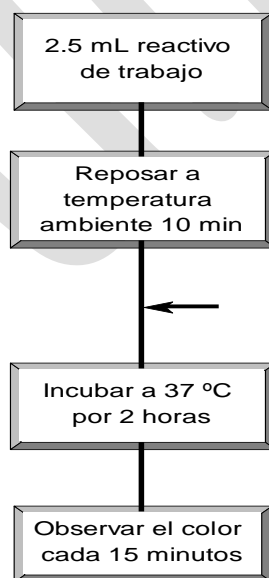 2.5 mL reactivo
de trabajo
Reposar a
temperatura
ambiente 10 min
Incubar a 37 ºC
por 2 horas
Observar el color
cada 15 minutos